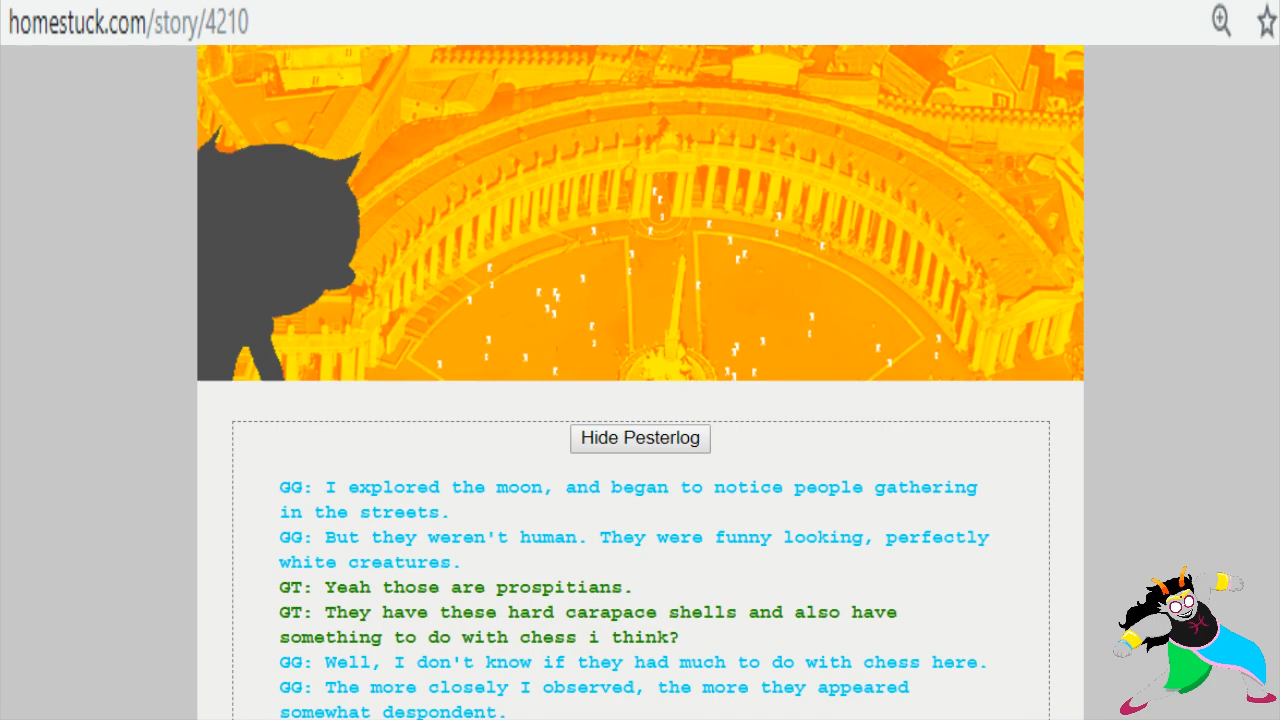 homestuck.com/story/4210
Hide Pesterlog
GG: I explored the moon, and began to notice people gathering
in the streets.
GG: But they weren't human. They were funny looking, perfectly
white creatures.
GT: Yeah those are prospitians.
GT: They have these hard carapace shells and also have
something to do with chess i think?
GG: Well, I don't know if they had much to do with chess here.
GG: The more closely I observed, the more they appeared
somewhat despondent.